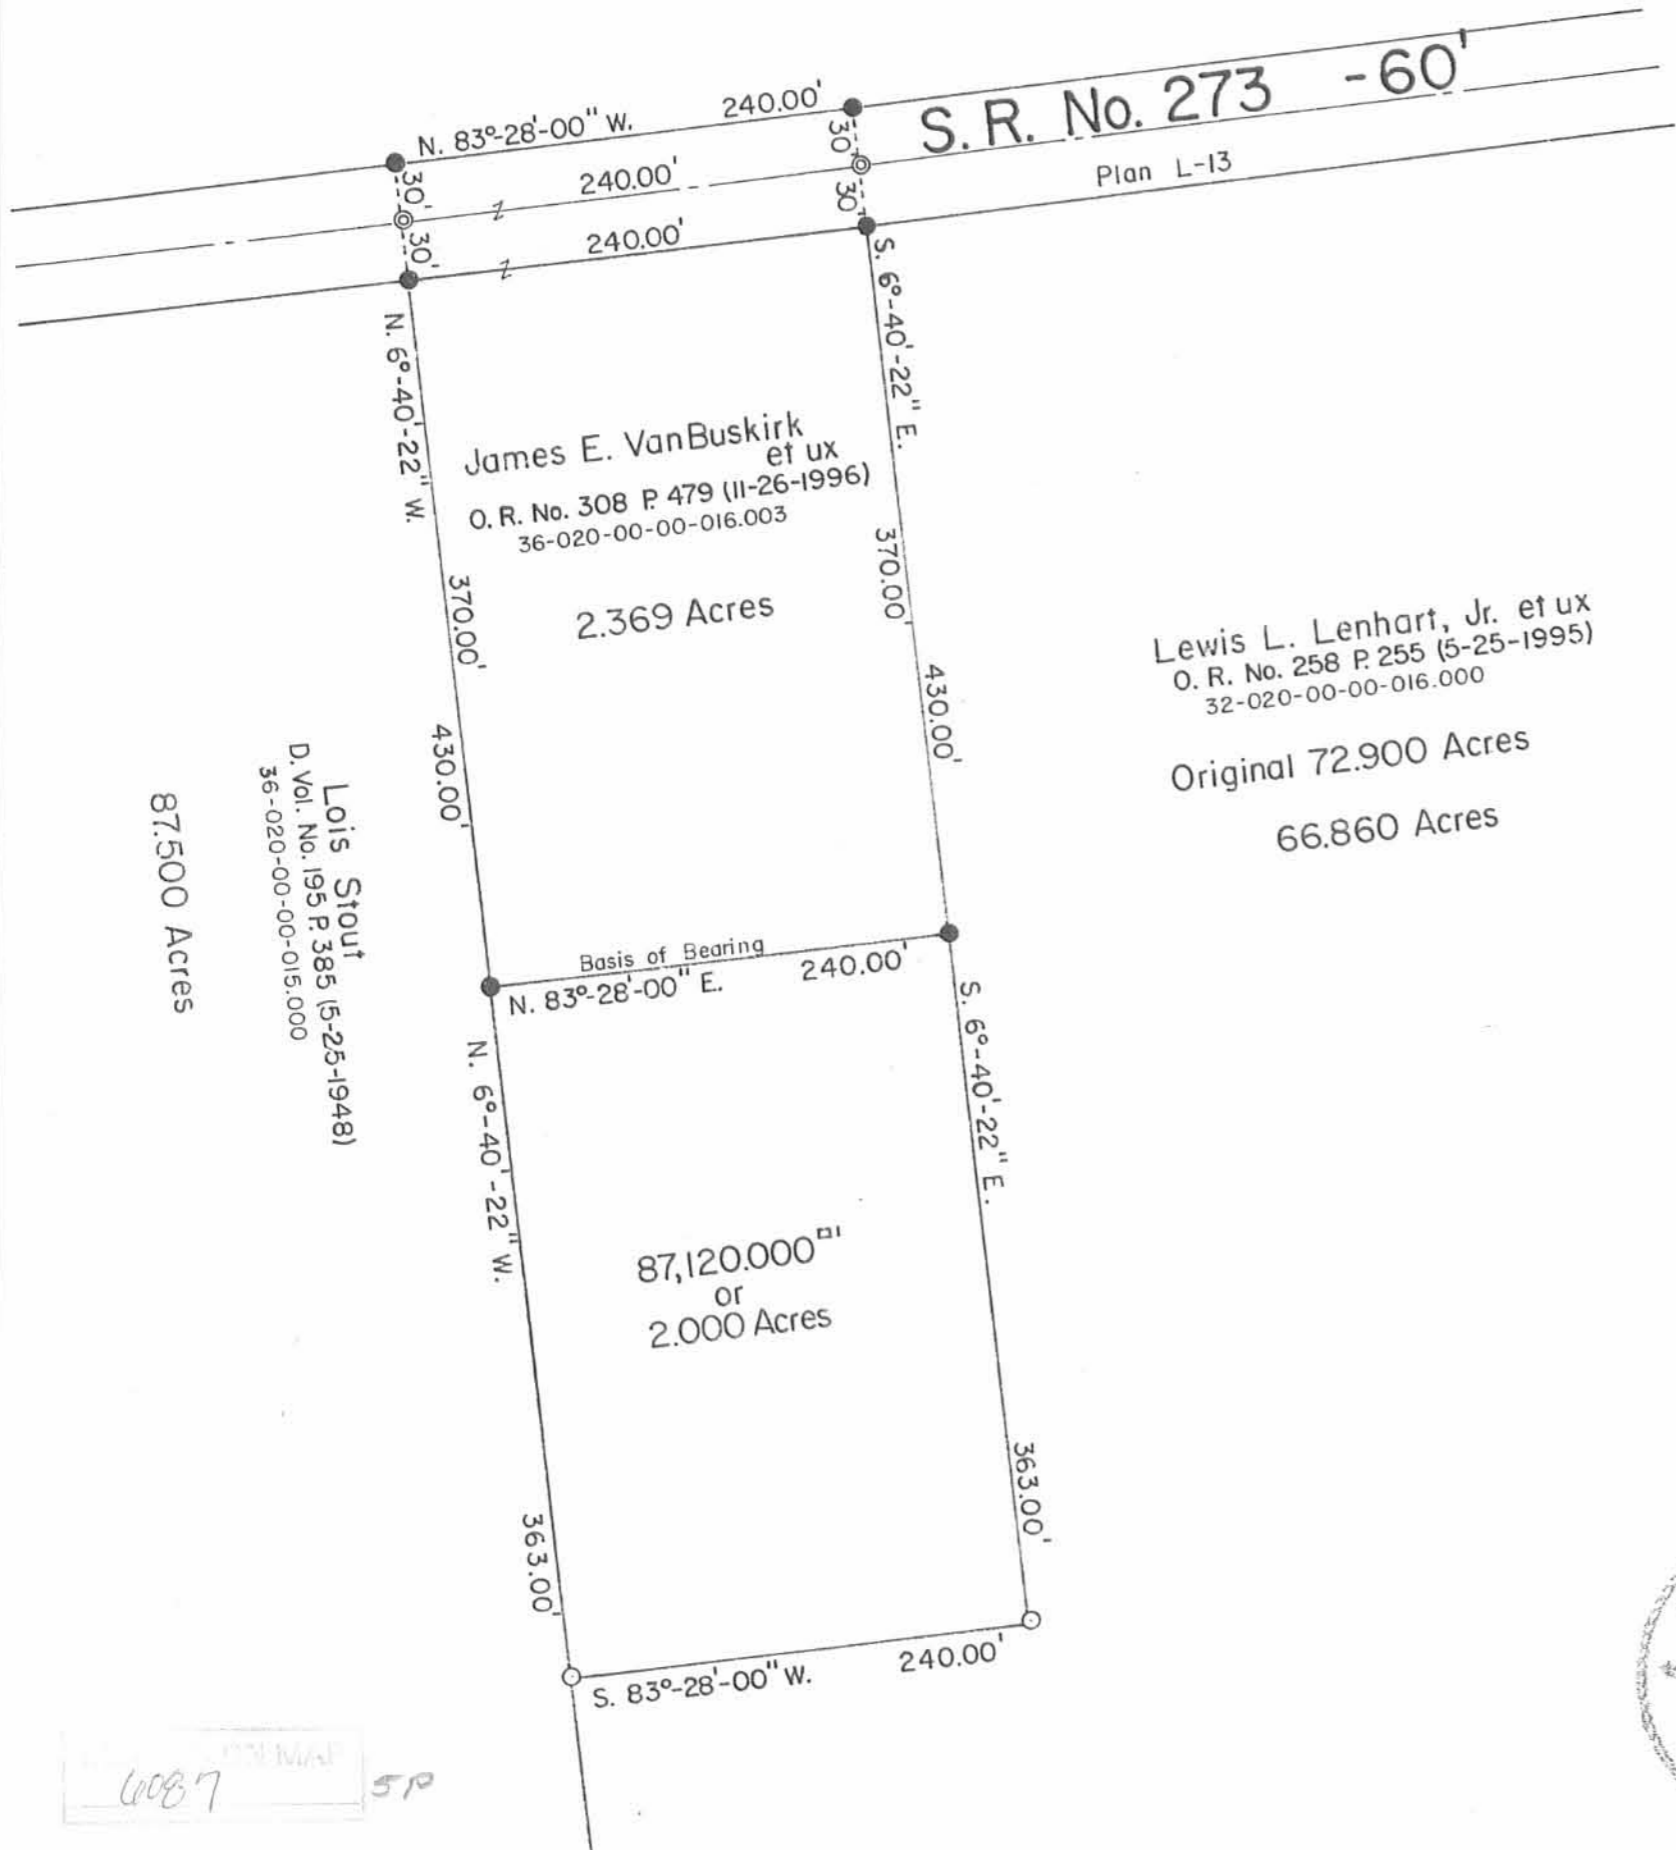 S. R. No. 273 -60'
Plan L-13
N. 83°-28'-00" W. 240.00'
30'
30'
240.00'
30'
30'
240.00'
N. 6°-40'-22" W.
370.00'
430.00'
S. 6°-40'-22" E.
370.00'
430.00'
James E. VanBuskirk
et ux
O. R. No. 308 P. 479 (11-26-1996)
36-020-00-00-016.003
2.369 Acres
Lewis L. Lenhart, Jr. et ux
O. R. No. 258 P. 255 (5-25-1995)
32-020-00-00-016.000
Original 72.900 Acres
66.860 Acres
Lois Stout
D. Vol. No. 195 P. 385 (5-25-1948)
36-020-00-00-015.000
87.500 Acres
Basis of Bearing
N. 83°-28'-00" E. 240.00'
N. 6°-40'-22" W.
363.00'
S. 6°-40'-22" E.
363.00'
87,120.000
or
2.000 Acres
S. 83°-28'-00" W. 240.00'
6087
SP